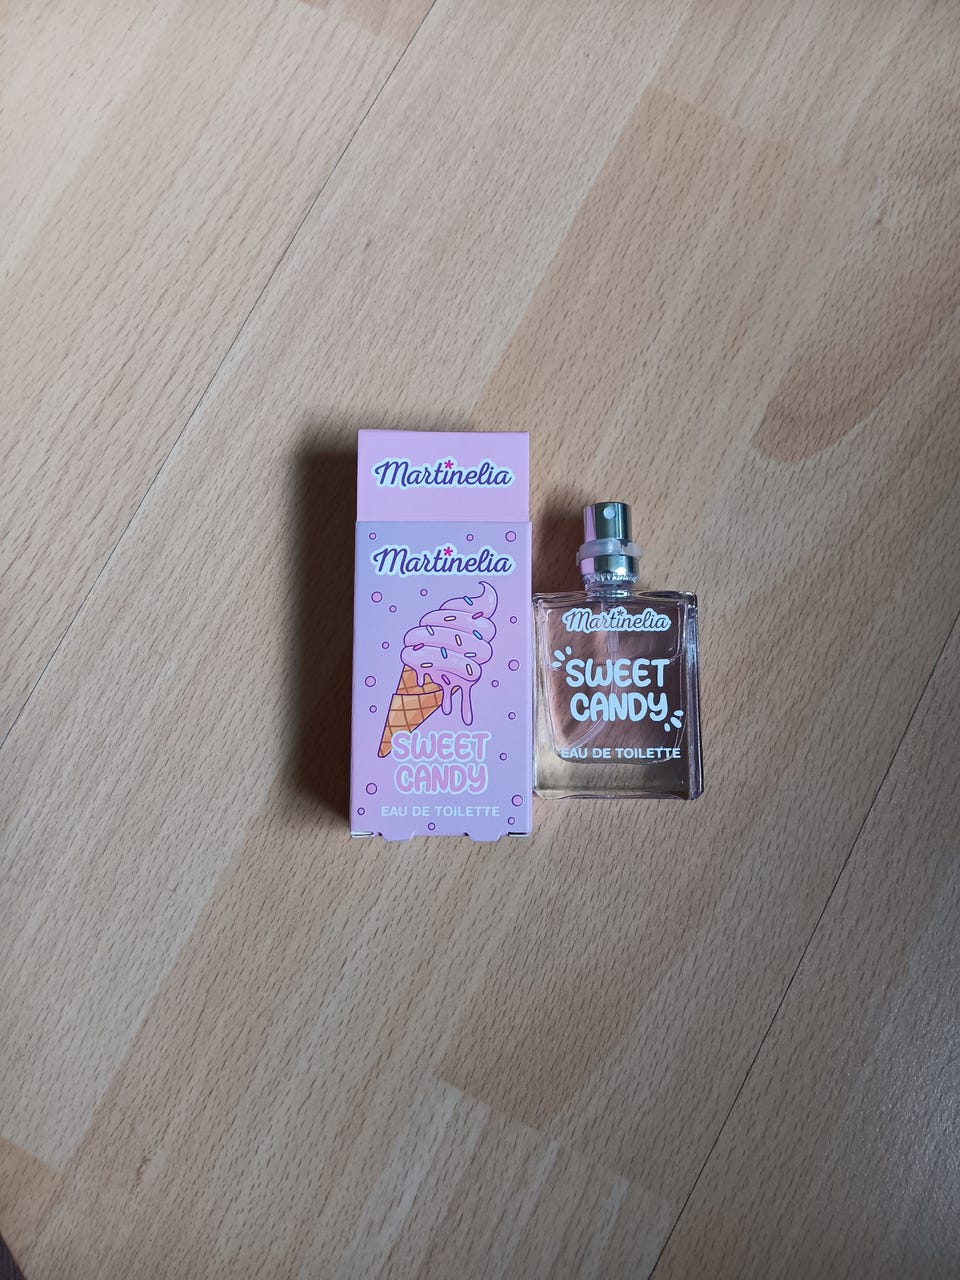 Martinelia
Martinelia
SWEET
CANDY
EAU DE TOILETTE
Martinelia
SWEET
CANDY
EAU DE TOILETTE